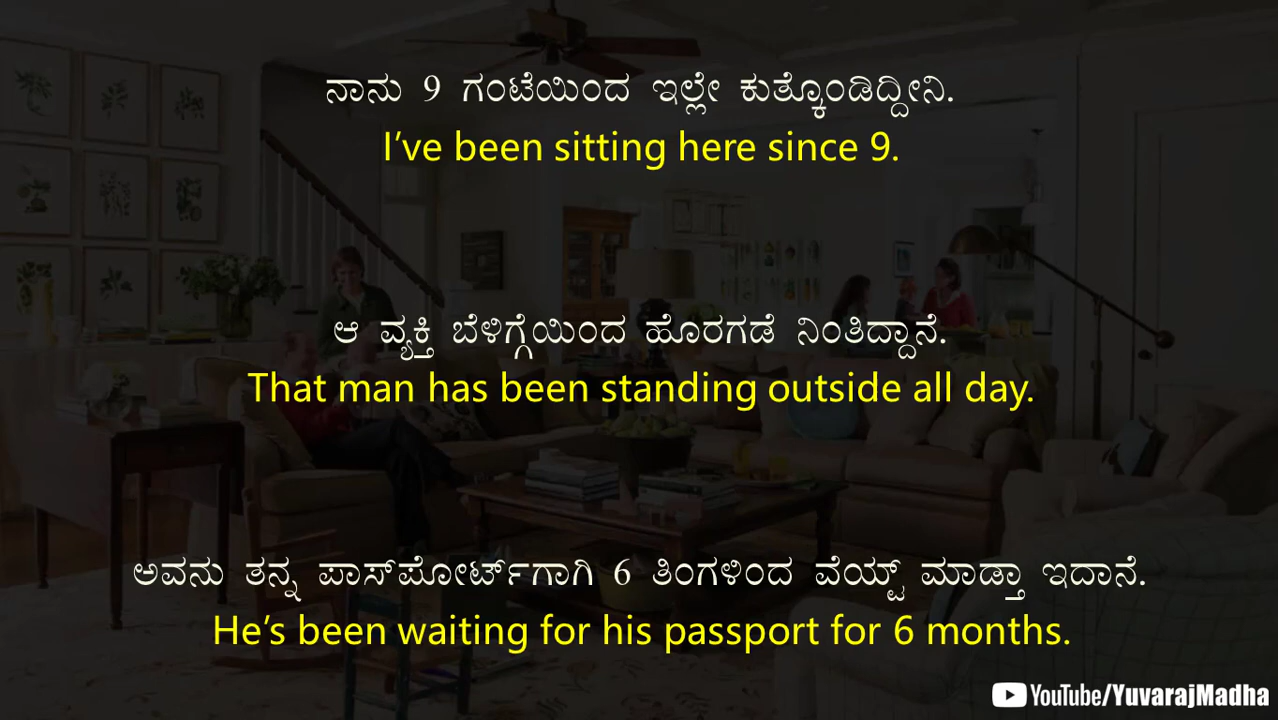 ನಾನು 9 ಗಂಟೆಯಿಂದ ಇಲ್ಲೇ ಕುತ್ಕೊಂಡಿದ್ದೀನಿ.
I’ve been sitting here since 9.
ಆ ವ್ಯಕ್ತಿ ಬೆಳಿಗ್ಗೆಯಿಂದ ಹೊರಗಡೆ ನಿಂತಿದ್ದಾನೆ.
That man has been standing outside all day.
ಅವನು ತನ್ನ ಪಾಸ್‌ಪೋರ್ಟ್‌ಗಾಗಿ 6 ತಿಂಗಳಿಂದ ವೆಯ್ಟ್ ಮಾಡ್ತಾ ಇದಾನೆ.
He’s been waiting for his passport for 6 months.
YouTube/YuvarajMadha